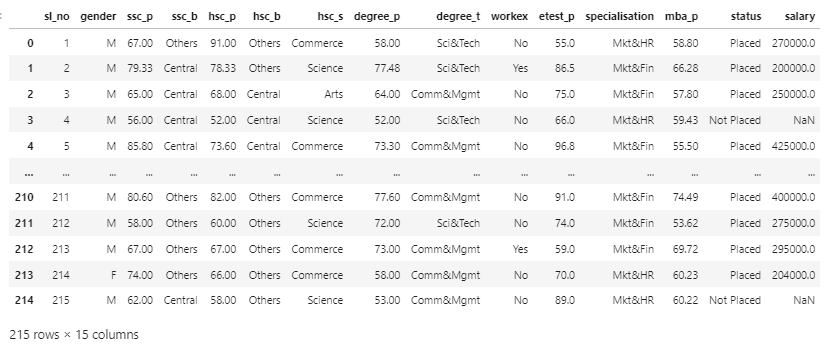 sl_no gender ssc_p ssc_b hsc_p hsc_b hsc_s degree_p degree_t workex etest_p specialisation mba_p status salary
0 1 M 67.00 Others 91.00 Others Commerce 58.00 Sci&Tech No 55.0 Mkt&HR 58.80 Placed 270000.0
1 2 M 79.33 Central 78.33 Others Science 77.48 Sci&Tech Yes 86.5 Mkt&Fin 66.28 Placed 200000.0
2 3 M 65.00 Central 68.00 Central Arts 64.00 Comm&Mgmt No 75.0 Mkt&Fin 57.80 Placed 250000.0
3 4 M 56.00 Central 52.00 Central Science 52.00 Sci&Tech No 66.0 Mkt&HR 59.43 Not Placed NaN
4 5 M 85.80 Central 73.60 Central Commerce 73.30 Comm&Mgmt No 96.8 Mkt&Fin 55.50 Placed 425000.0
... ... ... ... ... ... ... ... ... ... ... ... ... ... ... ...
210 211 M 80.60 Others 82.00 Others Commerce 77.60 Comm&Mgmt No 91.0 Mkt&Fin 74.49 Placed 400000.0
211 212 M 58.00 Others 60.00 Others Science 72.00 Sci&Tech No 74.0 Mkt&Fin 53.62 Placed 275000.0
212 213 M 67.00 Others 67.00 Others Commerce 73.00 Comm&Mgmt Yes 59.0 Mkt&Fin 69.72 Placed 295000.0
213 214 F 74.00 Others 66.00 Others Commerce 58.00 Comm&Mgmt No 70.0 Mkt&HR 60.23 Placed 204000.0
214 215 M 62.00 Central 58.00 Others Science 53.00 Comm&Mgmt No 89.0 Mkt&HR 60.22 Not Placed NaN
215 rows × 15 columns